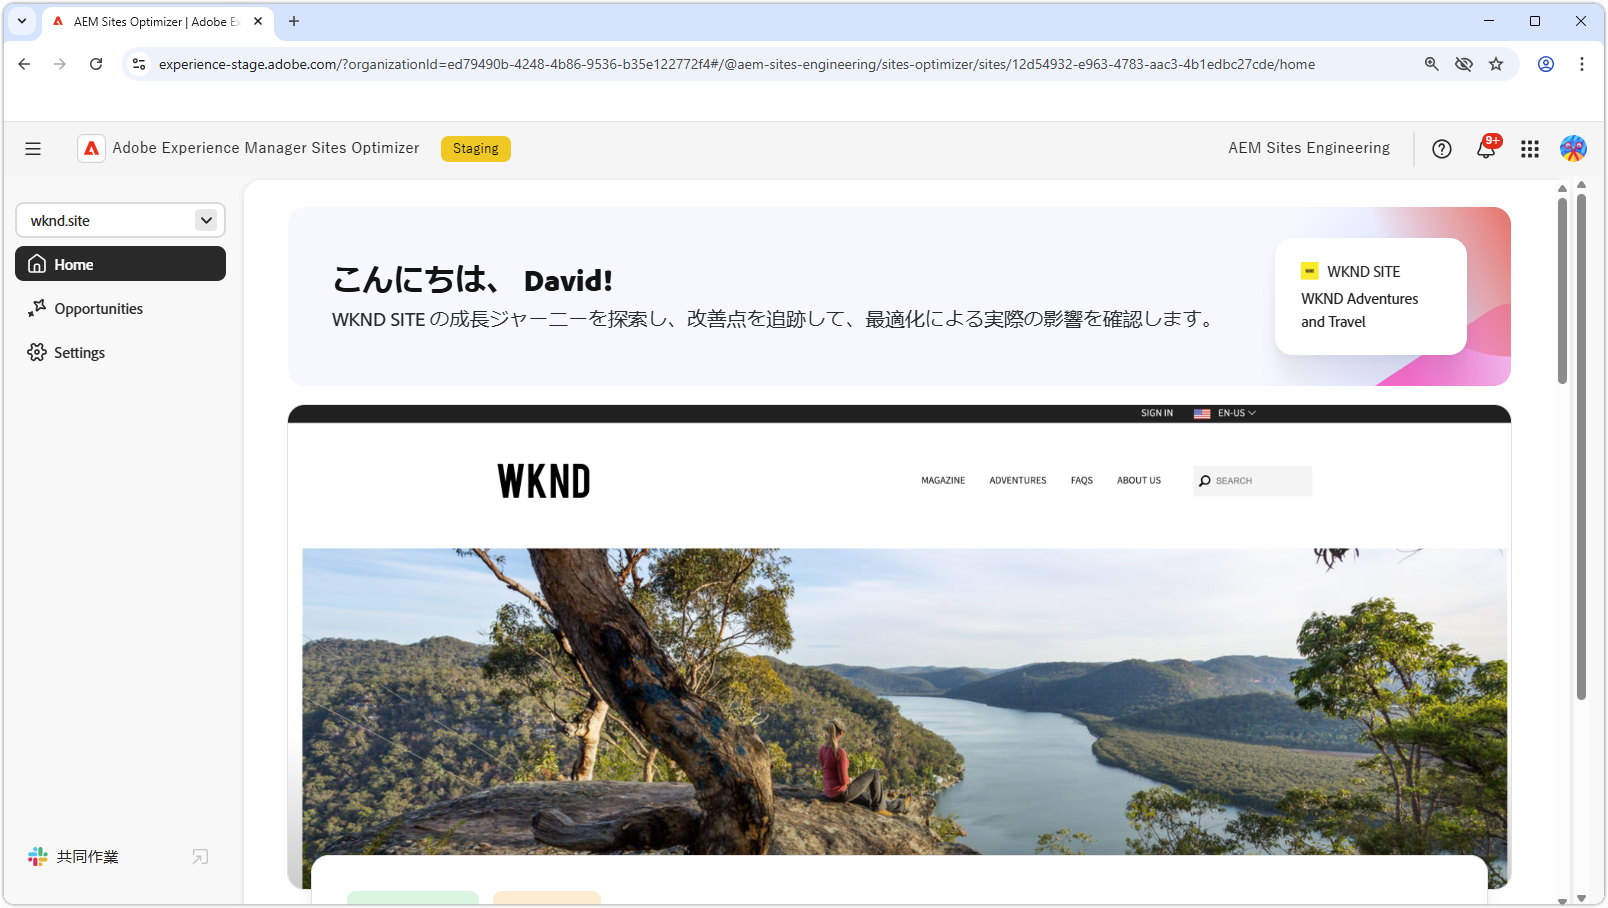 AEM Sites Optimizer | Adobe Ex
experience-stage.adobe.com/?organizationId=ed79490b-4248-4b86-9536-b35e122772f4#/@aem-sites-engineering/sites-optimizer/sites/12d54932-e963-4783-aac3-4b1edbc27cde/home
Adobe Experience Manager Sites Optimizer
Staging
AEM Sites Engineering
9+
wknd.site
Home
Opportunities
Settings
共同作業
こんにちは、 David!
WKND SITE の成長ジャーニーを探索し、改善点を追跡して、最適化による実際の影響を確認します。
WKND SITE
WKND Adventures
and Travel
SIGN IN
EN-US
WKND
MAGAZINE
ADVENTURES
FAQS
ABOUT US
SEARCH